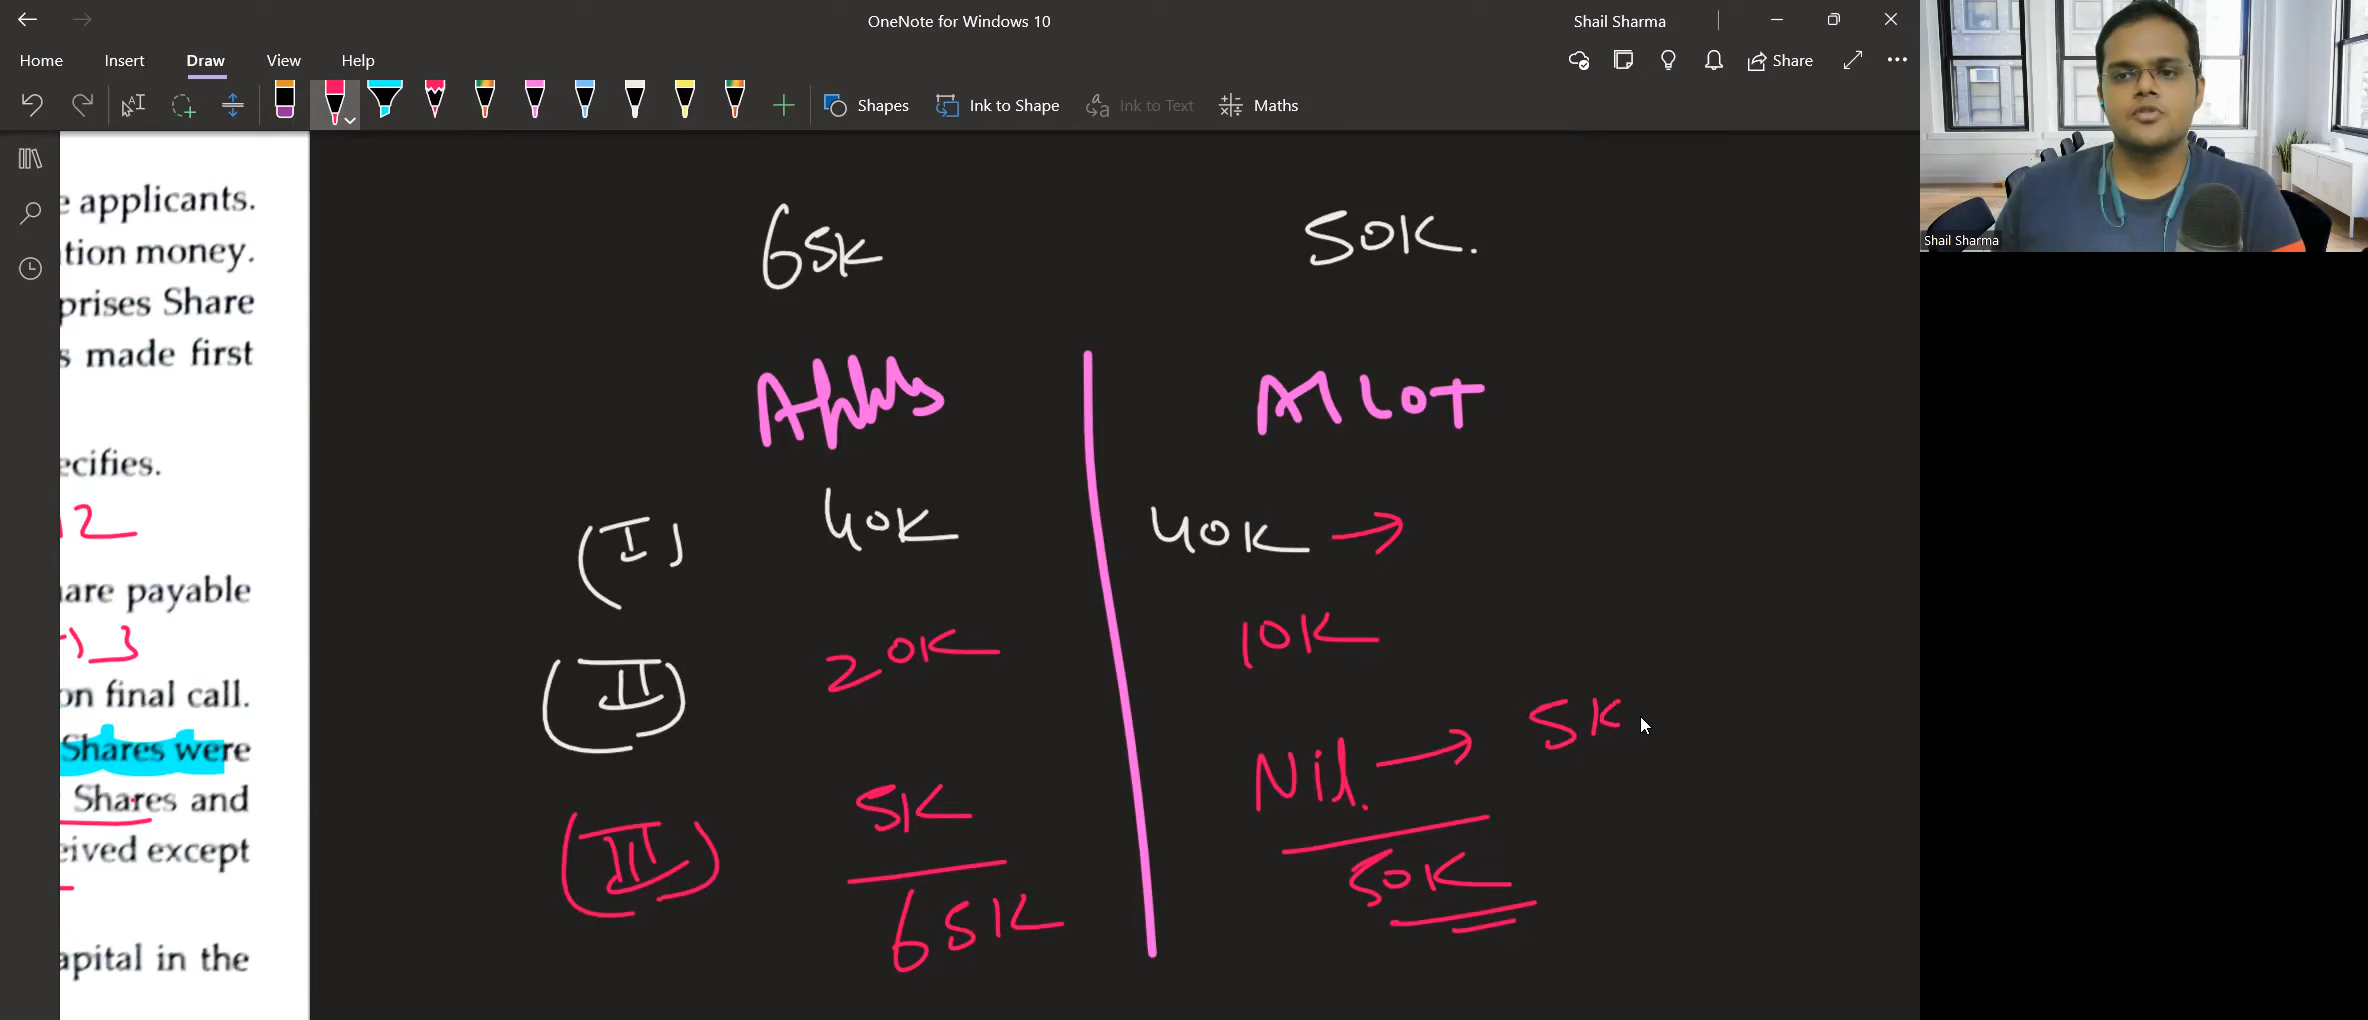 OneNote for Windows 10
Shail Sharma
Home Insert Draw View Help
Share
Shapes Ink to Shape Ink to Text Maths
e applicants.
tion money.
prises Share
s made first
ecifies.
12
are payable
3
on final call.
Shares were
Shares and
eived except
apital in the
65K 50K.
Allot
(I) 40K 40K →
(II) 20K 10K
(III) 5K Nil. → 5K
65K 50K
Shail Sharma